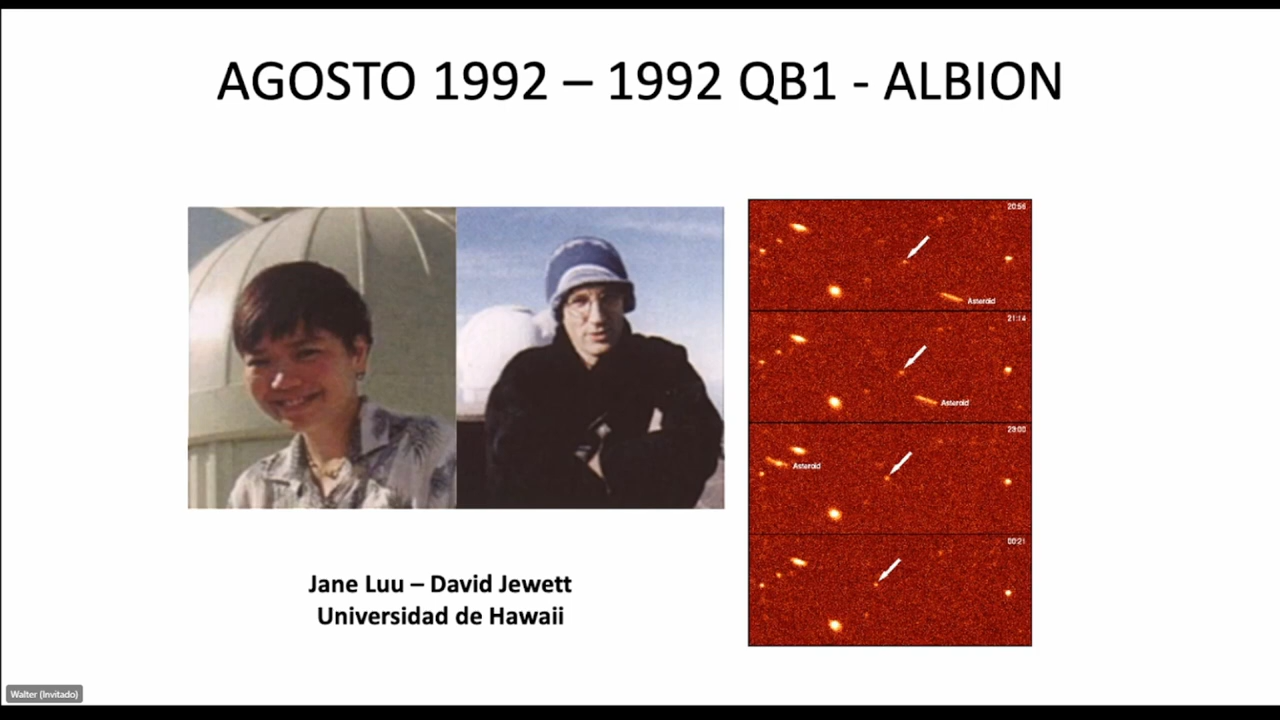 AGOSTO 1992 – 1992 QB1 - ALBION
20:56
Asteroid
21:14
Asteroid
23:00
Asteroid
00:21
Jane Luu – David Jewett
Universidad de Hawaii
Walter (Invitado)